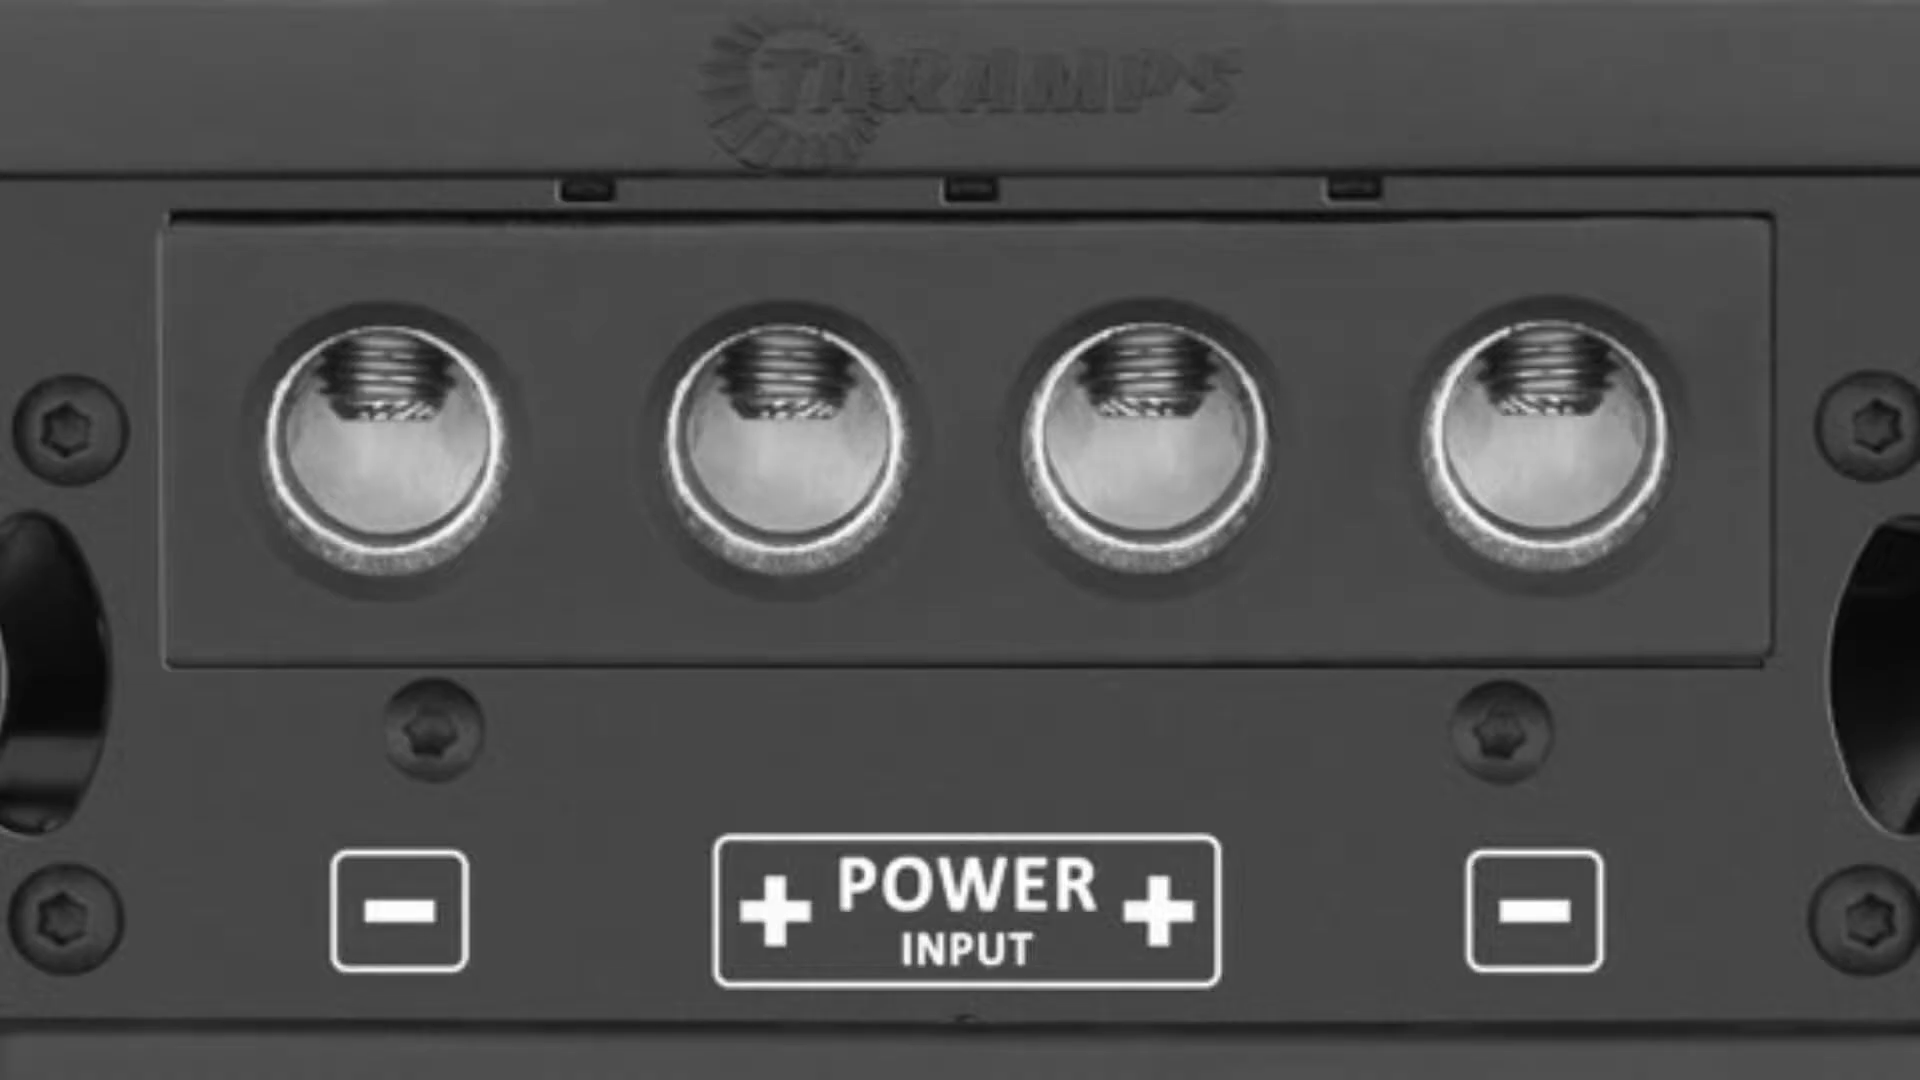 TARAMPS
− + POWER + −
INPUT